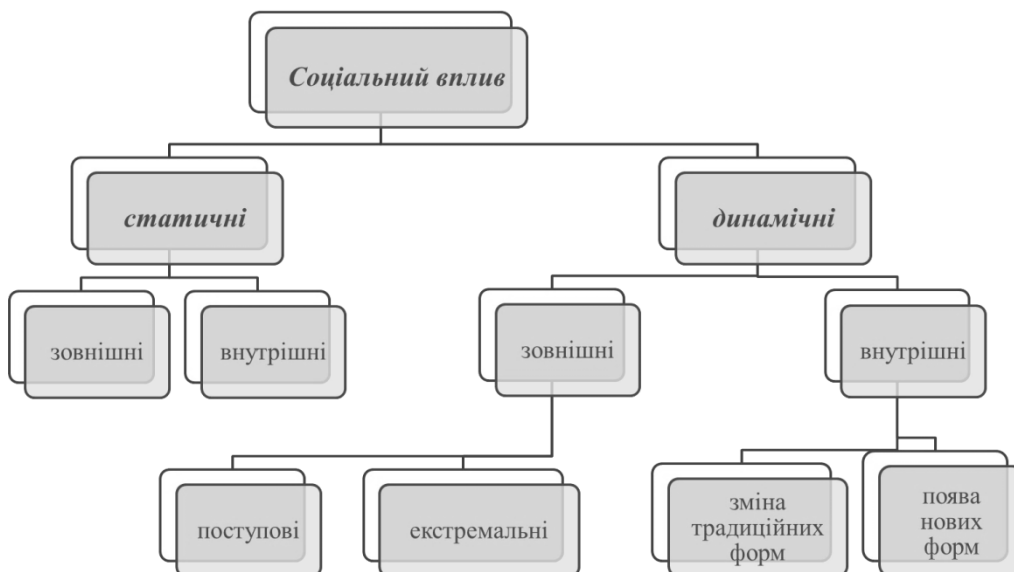 Соціальний вплив
статичні
динамічні
зовнішні
внутрішні
зовнішні
внутрішні
поступові
екстремальні
зміна
традиційних
форм
поява
нових
форм